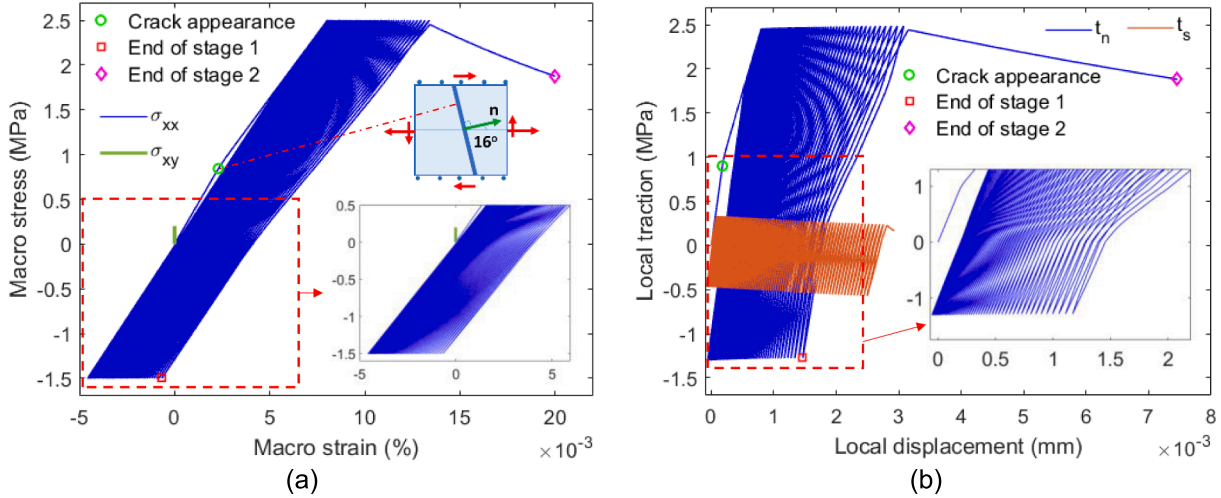 2.5
2
1.5
1
0.5
0
-0.5
-1
-1.5
Macro stress (MPa)
Crack appearance
End of stage 1
End of stage 2
σxx
σxy
n
16°
0.5
0
-0.5
-1
-1.5
-4 -2 0 2 4
-5 0 5 10 15 20
×10⁻³
Macro strain (%)
(a)
2.5
2
1.5
1
0.5
0
-0.5
-1
-1.5
Local traction (MPa)
tn ts
Crack appearance
End of stage 1
End of stage 2
1
0
-1
0 0.5 1 1.5 2
0 1 2 3 4 5 6 7 8
×10⁻³
Local displacement (mm)
(b)